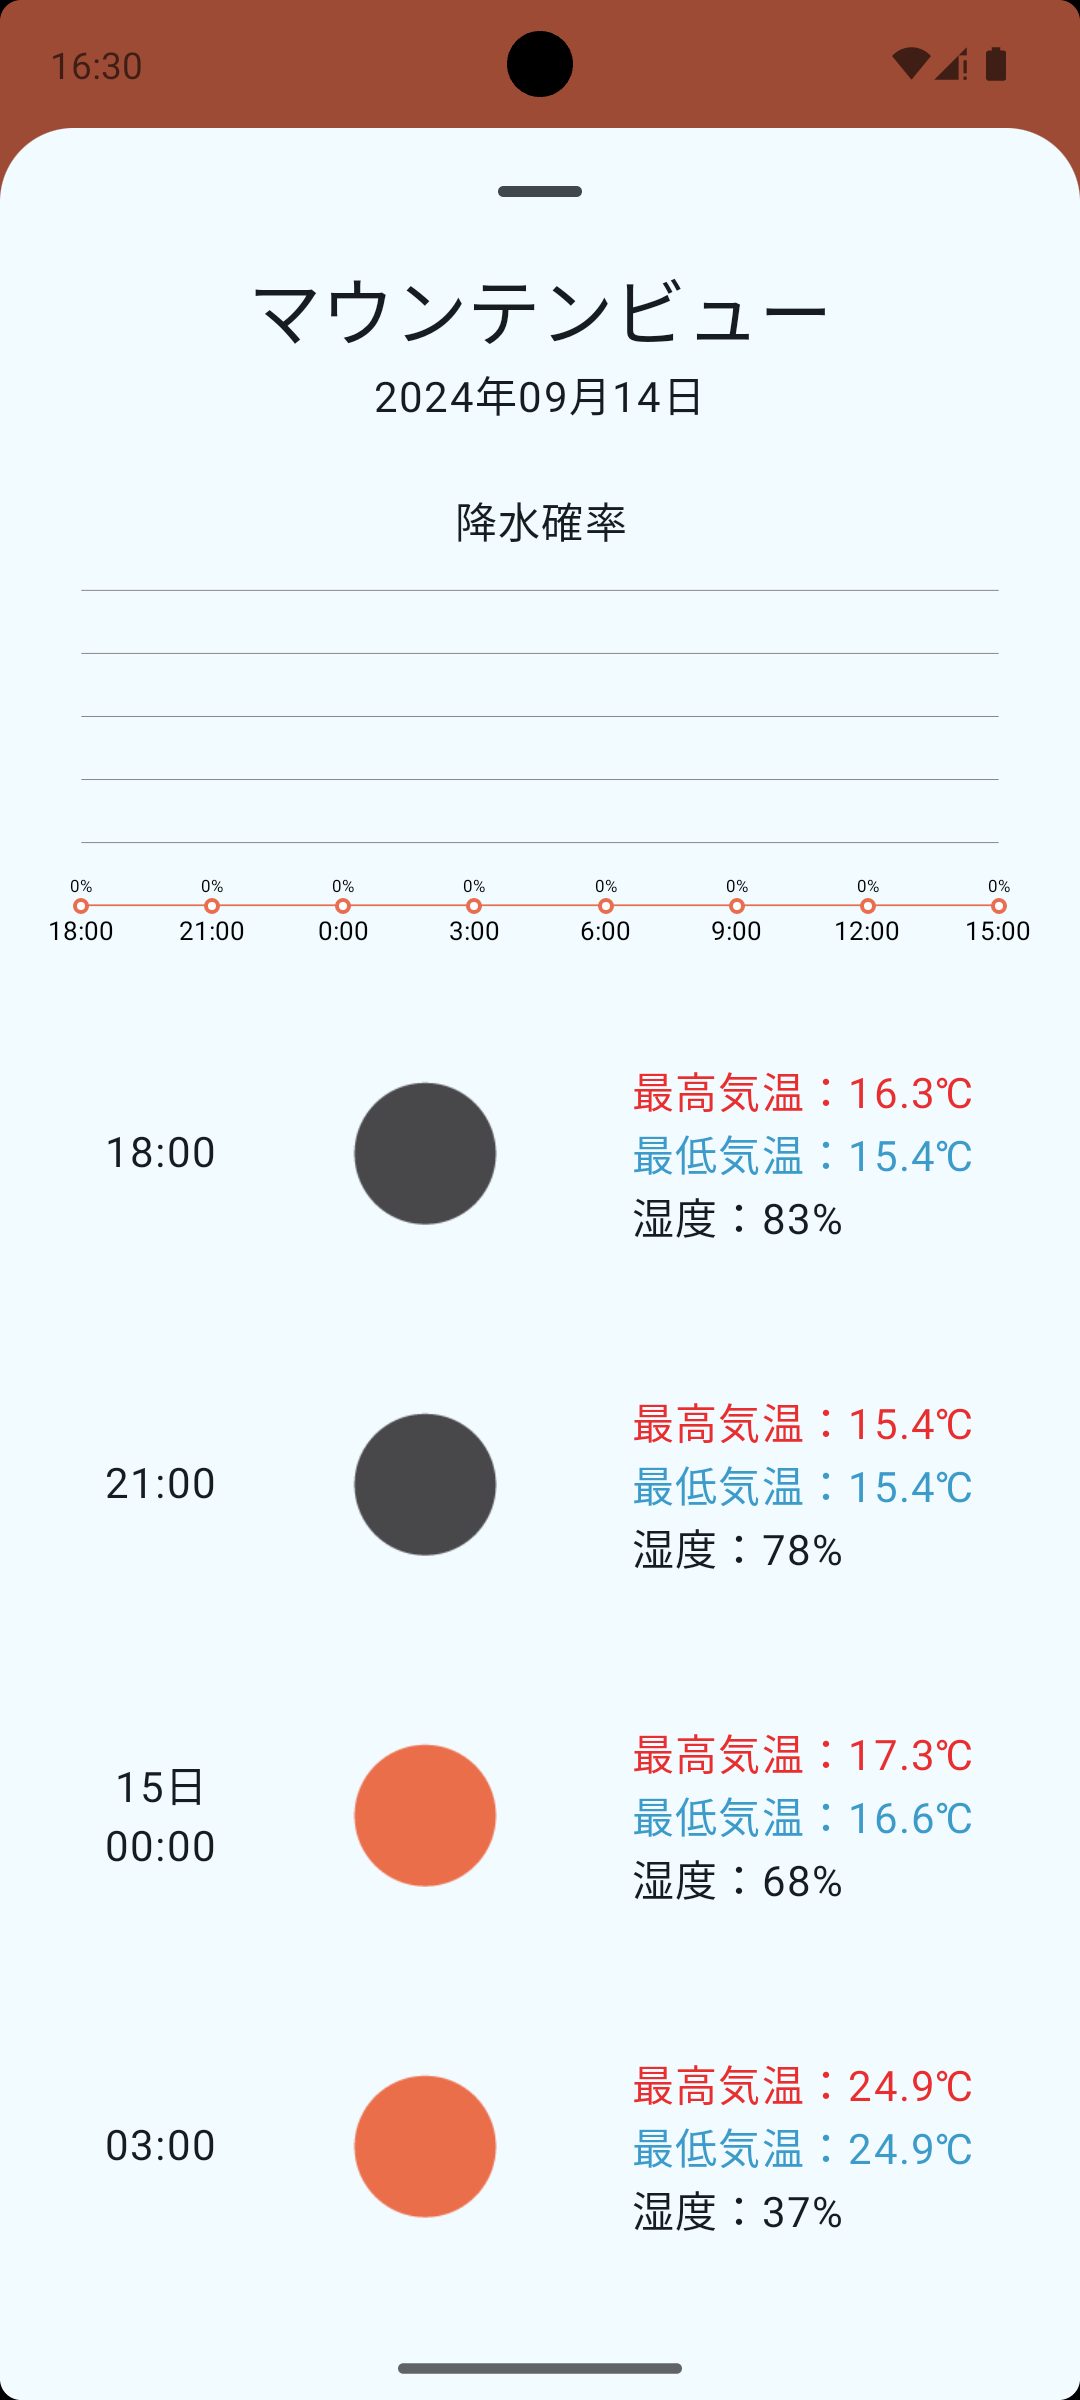 16:30
マウンテンビュー
2024年09月14日
降水確率
0% 0% 0% 0% 0% 0% 0% 0%
18:00 21:00 0:00 3:00 6:00 9:00 12:00 15:00
18:00
最高気温：16.3℃
最低気温：15.4℃
湿度：83%
21:00
最高気温：15.4℃
最低気温：15.4℃
湿度：78%
15日
00:00
最高気温：17.3℃
最低気温：16.6℃
湿度：68%
03:00
最高気温：24.9℃
最低気温：24.9℃
湿度：37%